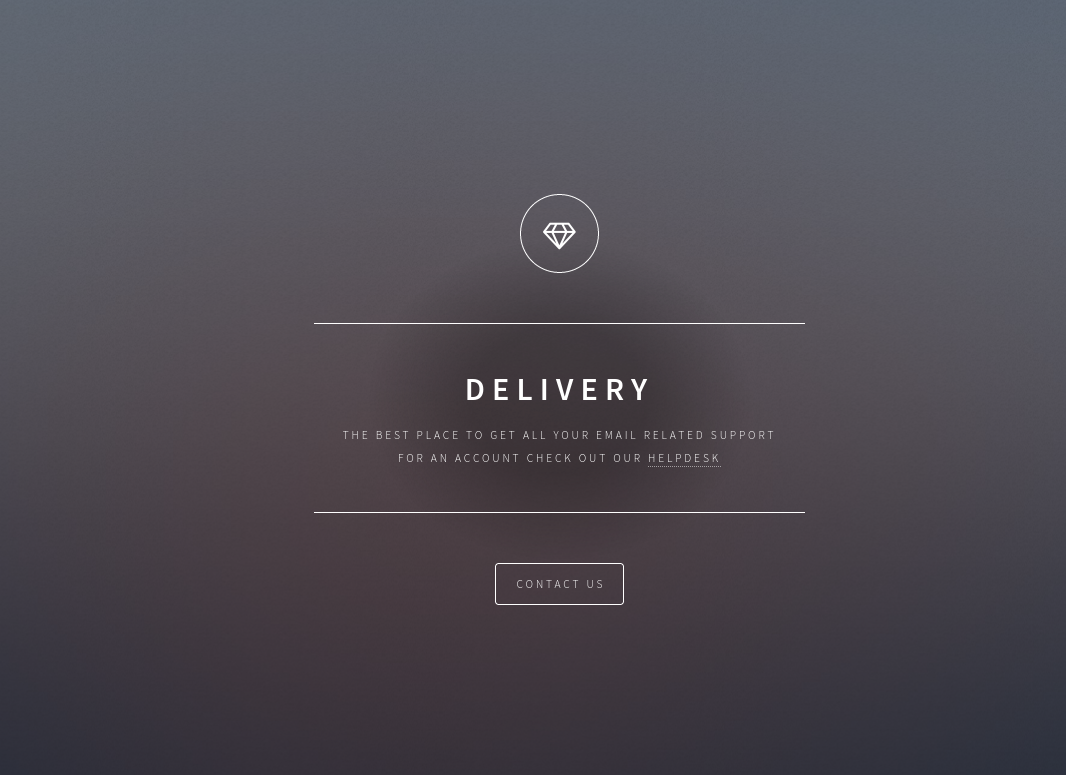 DELIVERY
THE BEST PLACE TO GET ALL YOUR EMAIL RELATED SUPPORT
FOR AN ACCOUNT CHECK OUT OUR HELPDESK
CONTACT US